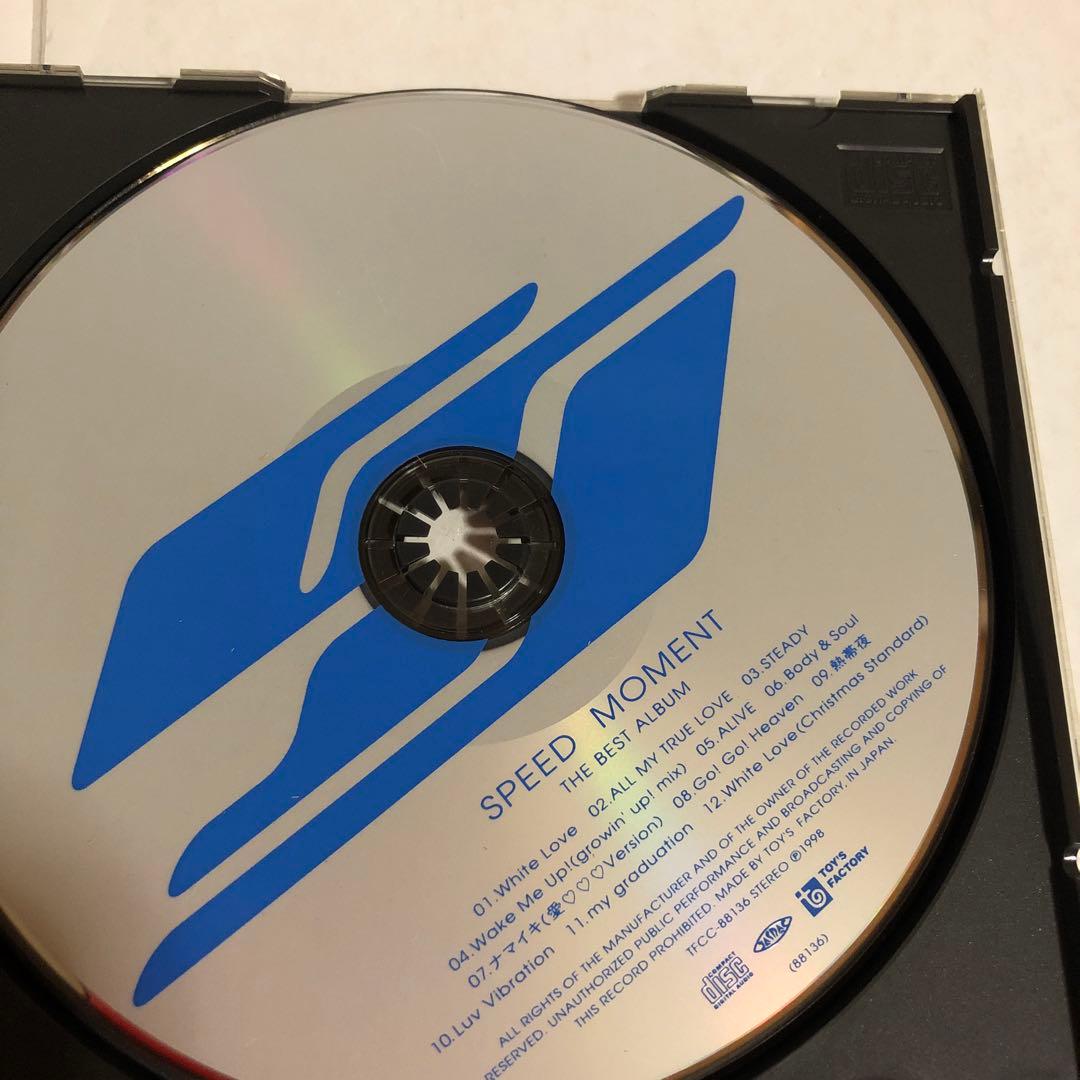 SPEED MOMENT
THE BEST ALBUM
01.White Love 02.ALL MY TRUE LOVE 03.STEADY
04.Wake Me Up!(growin' up! mix) 05.ALIVE 06.Body & Soul
07.ナマイキ(愛♡♡♡Version) 08.Go! Go! Heaven 09.熱帯夜
10.Luv Vibration 11.my graduation 12.White Love(Christmas Standard)
ALL RIGHTS OF THE MANUFACTURER AND OF THE OWNER OF THE RECORDED WORK
RESERVED. UNAUTHORIZED PUBLIC PERFORMANCE AND BROADCASTING AND COPYING OF
THIS RECORD PROHIBITED. MADE BY TOY'S FACTORY. IN JAPAN.
TFCC-88136 STEREO ℗1998
COMPACT
disc
DIGITAL AUDIO
JASRAC
TOY'S
FACTORY
(88136)